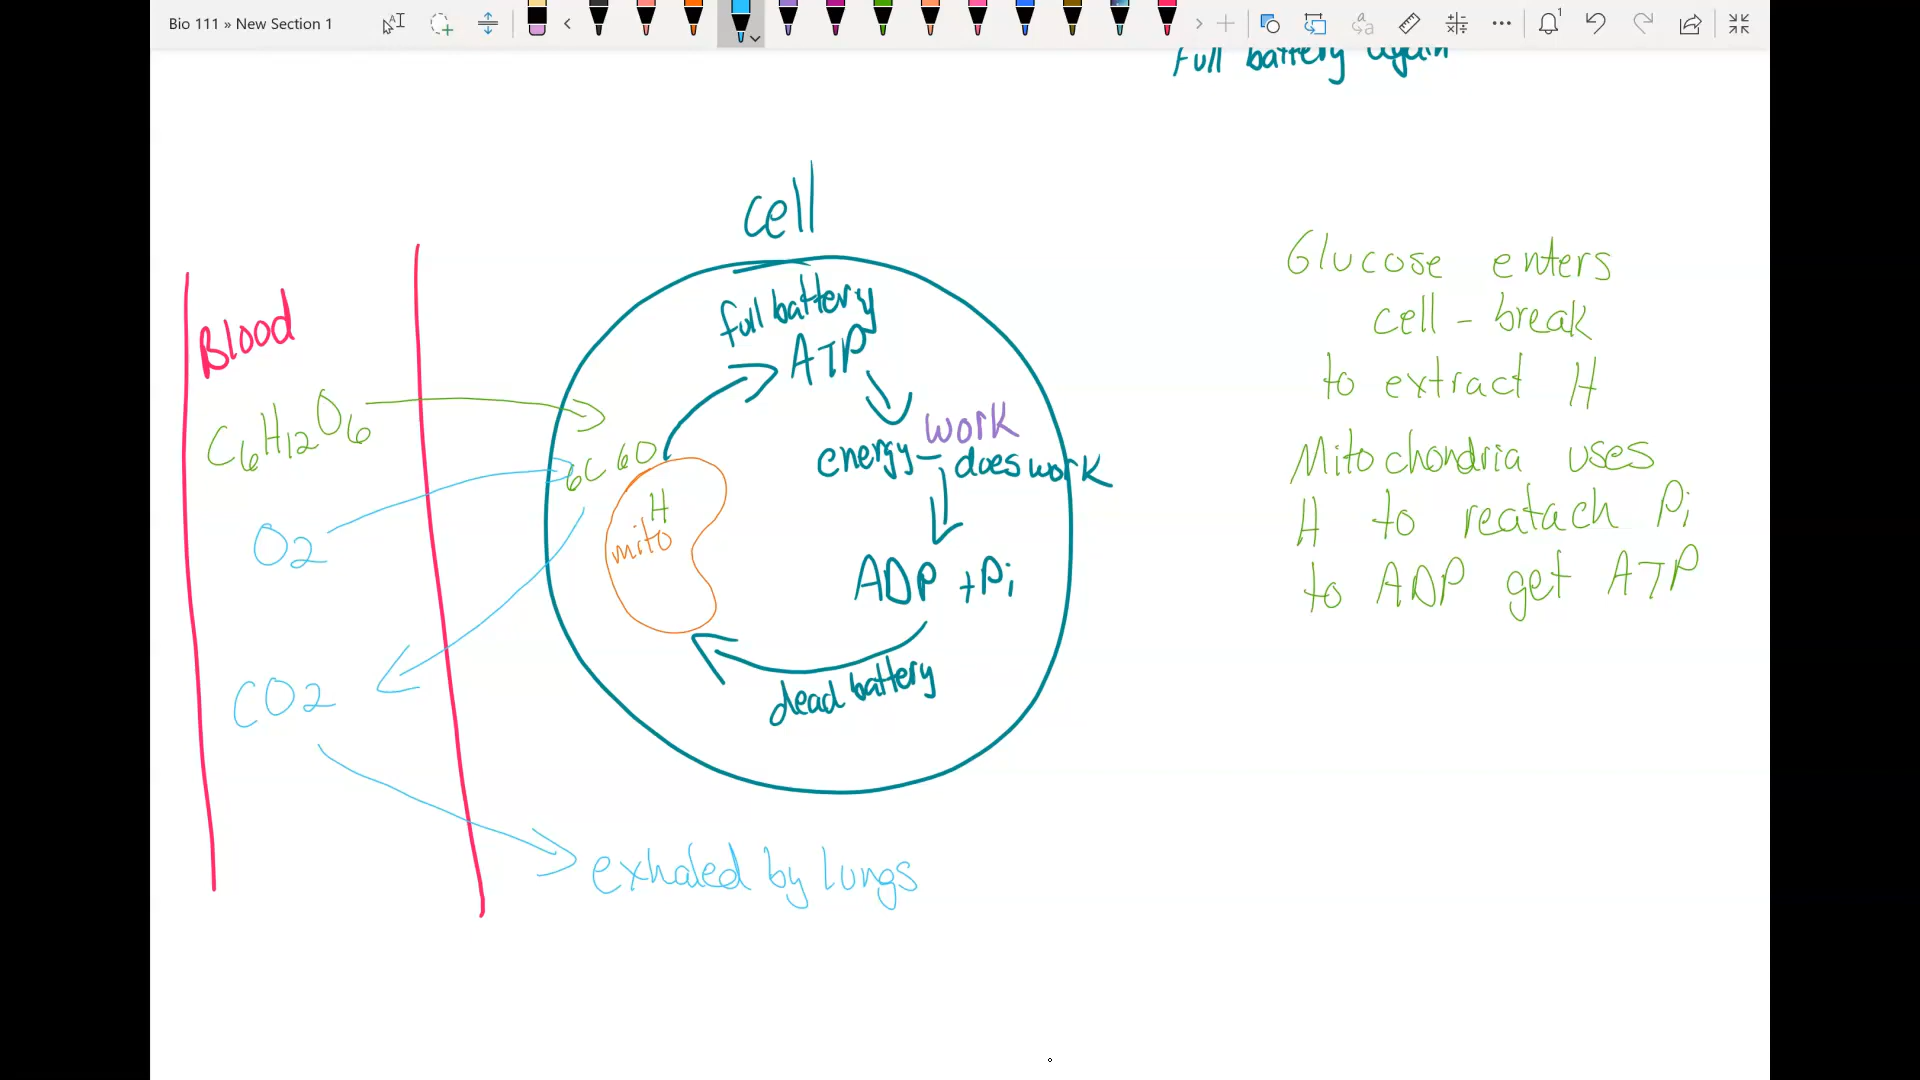 Bio 111 » New Section 1
Full battery again
cell
Blood
full battery
ATP
C6H12O6
6C 6O
work
energy – does work
H
mito
O2
ADP + Pi
CO2
dead battery
exhaled by lungs
Glucose enters
cell - break
to extract H
Mitochondria uses
H to reatach Pi
to ADP get ATP